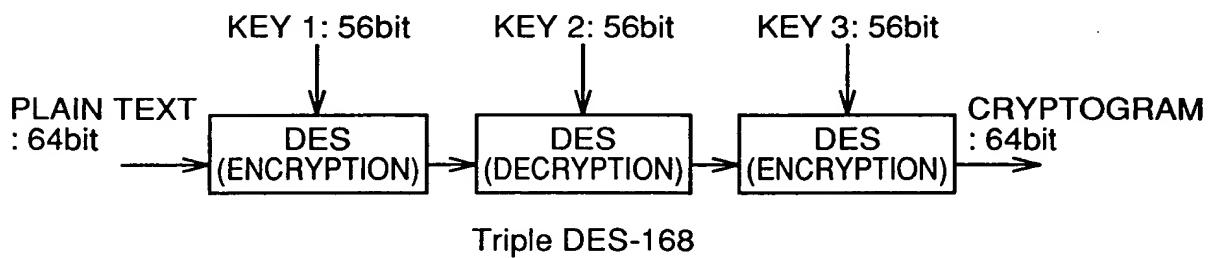 KEY 1: 56bit
KEY 2: 56bit
KEY 3: 56bit
PLAIN TEXT
: 64bit
DES
(ENCRYPTION)
DES
(DECRYPTION)
DES
(ENCRYPTION)
CRYPTOGRAM
: 64bit
Triple DES-168